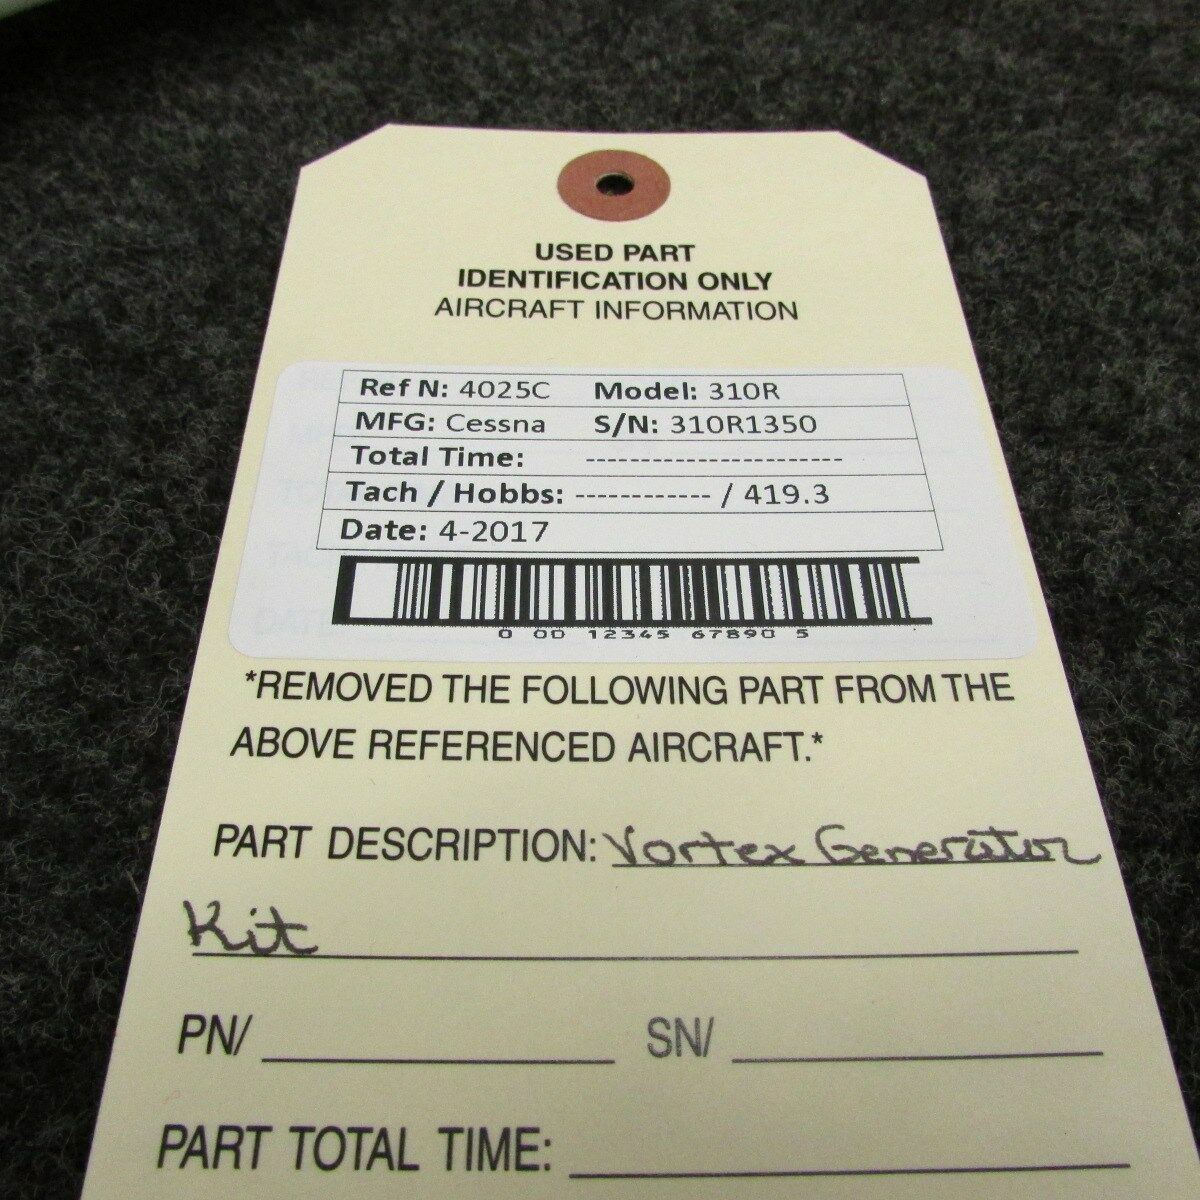 USED PART
IDENTIFICATION ONLY
AIRCRAFT INFORMATION
Ref N: 4025C Model: 310R
MFG: Cessna S/N: 310R1350
Total Time: -----------------------
Tach / Hobbs: ------------ / 419.3
Date: 4-2017
0 00 12345 67890 5
*REMOVED THE FOLLOWING PART FROM THE
ABOVE REFERENCED AIRCRAFT.*
PART DESCRIPTION: Vortex Generator
Kit
PN/ SN/
PART TOTAL TIME: